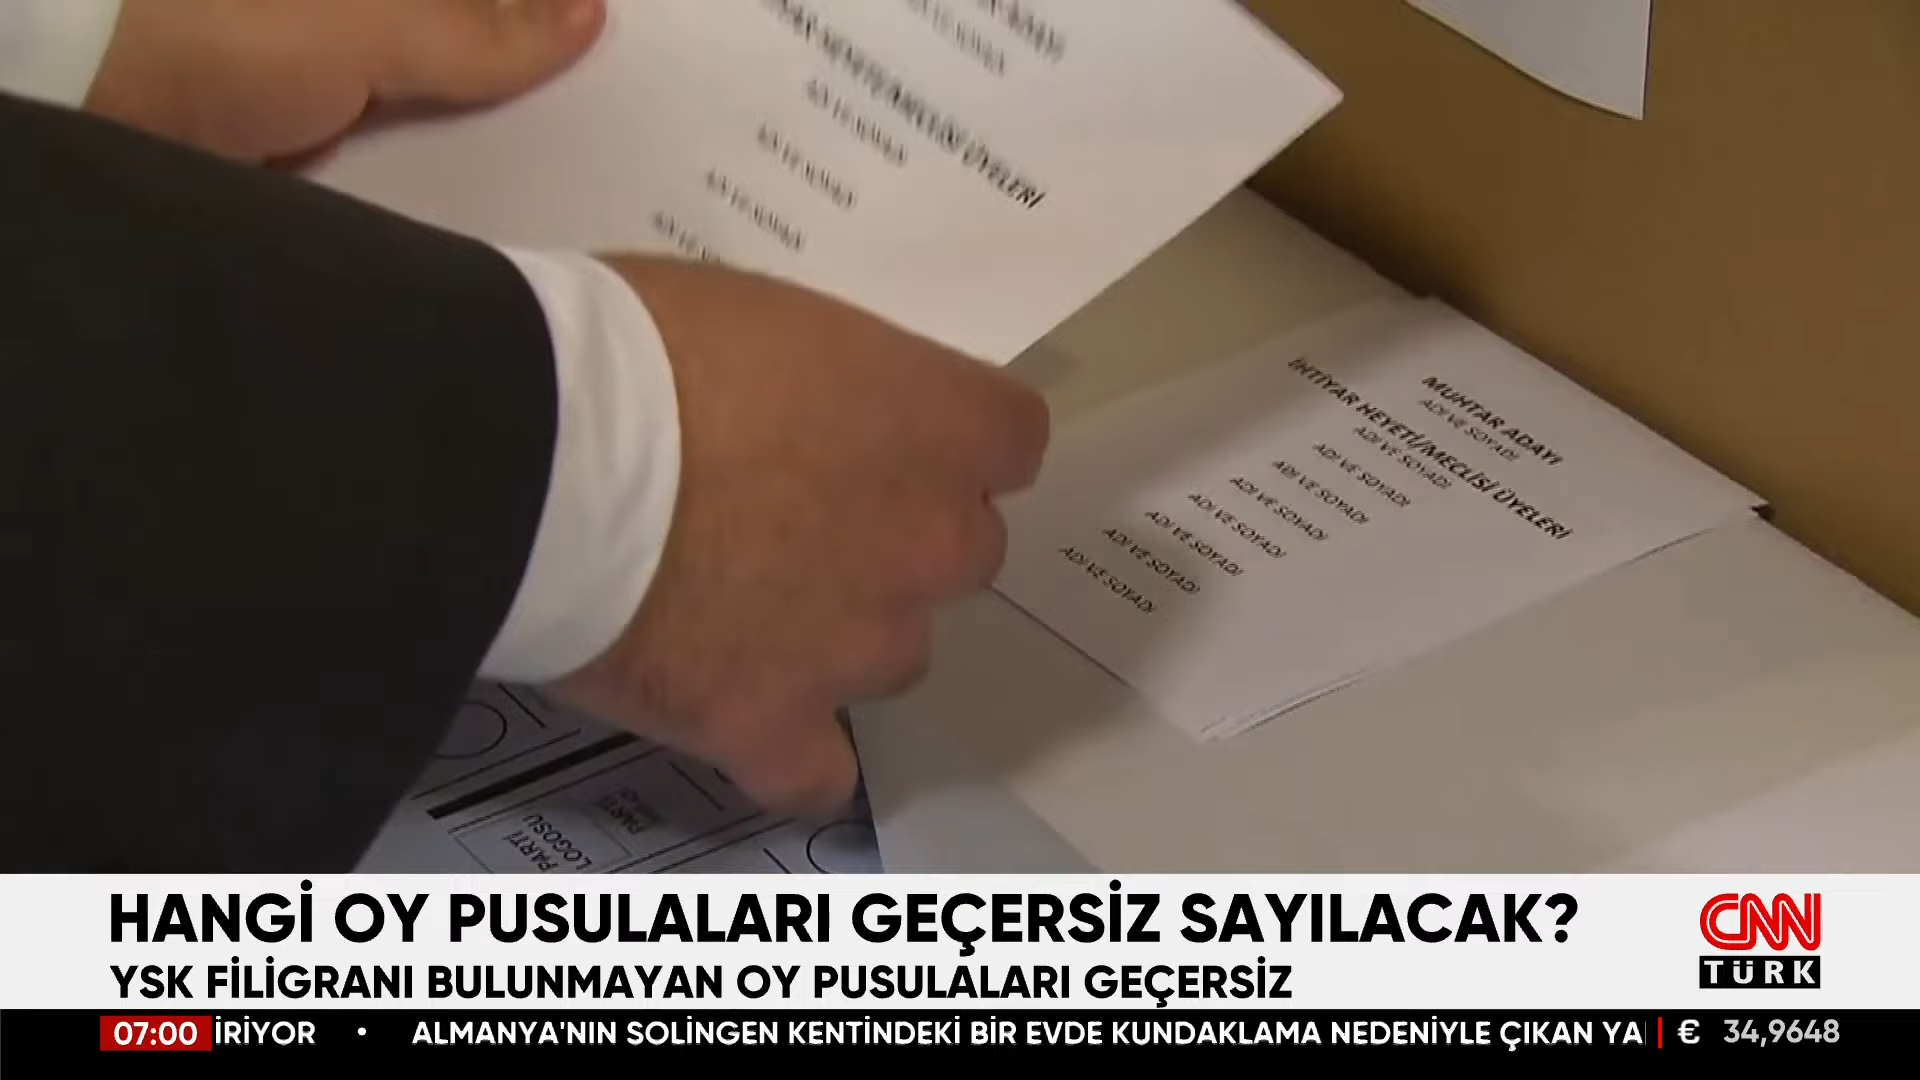 ÜYELERİ
MUHTAR ADAYI
ADI VE SOYADI
İHTİYAR HEYETİ/MECLİSİ ÜYELERİ
ADI VE SOYADI
ADI VE SOYADI
ADI VE SOYADI
ADI VE SOYADI
ADI VE SOYADI
ADI VE SOYADI
ADI VE SOYADI
ADI VE SOYADI
PARTİ
LOGOSU
PARTİ
HANGİ OY PUSULALARI GEÇERSİZ SAYILACAK?
YSK FİLİGRANI BULUNMAYAN OY PUSULALARI GEÇERSİZ
CNN
TÜRK
07:00 İRİYOR • ALMANYA'NIN SOLINGEN KENTİNDEKİ BİR EVDE KUNDAKLAMA NEDENİYLE ÇIKAN YA € 34,9648